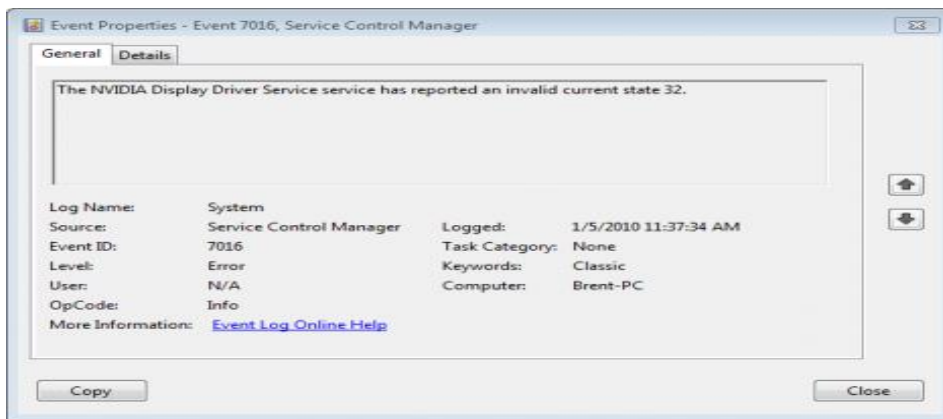 Event Properties - Event 7016, Service Control Manager
General Details
The NVIDIA Display Driver Service service has reported an invalid current state 32.
Log Name: System
Source: Service Control Manager Logged: 1/5/2010 11:37:34 AM
Event ID: 7016 Task Category: None
Level: Error Keywords: Classic
User: N/A Computer: Brent-PC
OpCode: Info
More Information: Event Log Online Help
Copy Close